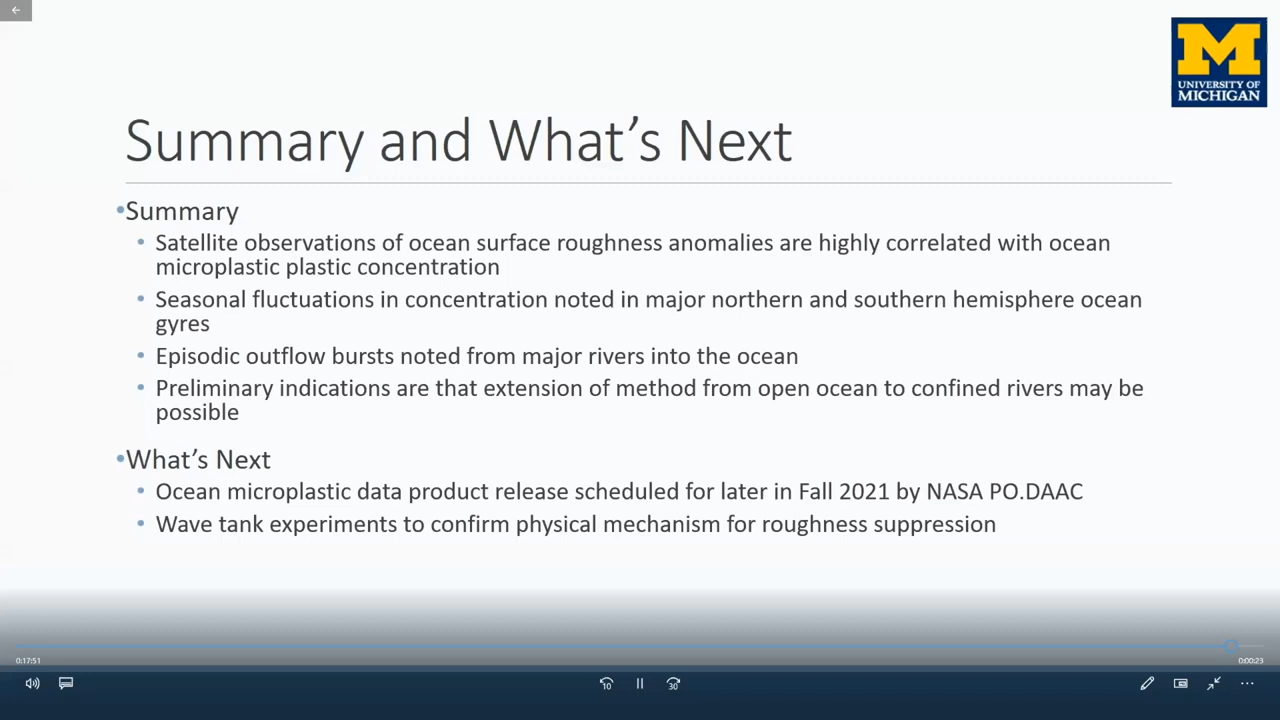 UNIVERSITY OF
MICHIGAN
Summary and What's Next
•Summary
• Satellite observations of ocean surface roughness anomalies are highly correlated with ocean
microplastic plastic concentration
• Seasonal fluctuations in concentration noted in major northern and southern hemisphere ocean
gyres
• Episodic outflow bursts noted from major rivers into the ocean
• Preliminary indications are that extension of method from open ocean to confined rivers may be
possible
•What's Next
• Ocean microplastic data product release scheduled for later in Fall 2021 by NASA PO.DAAC
• Wave tank experiments to confirm physical mechanism for roughness suppression
0:17:51
0:00:23
10
30